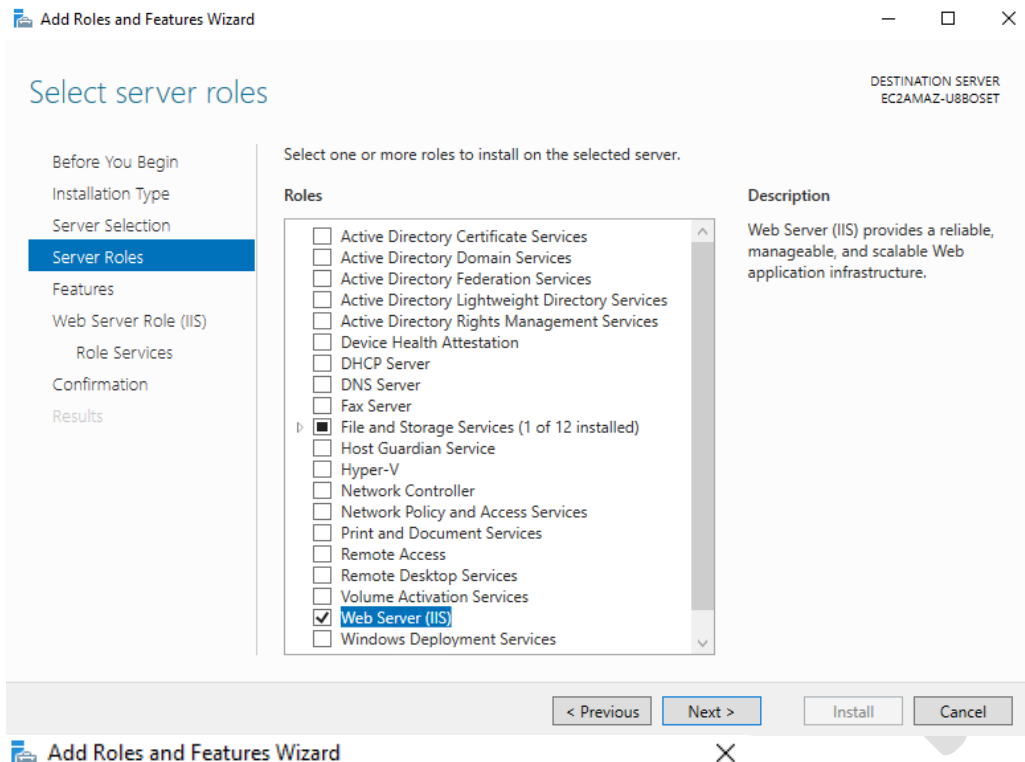 Add Roles and Features Wizard
Select server roles
DESTINATION SERVER
EC2AMAZ-U8BOSET
Before You Begin
Installation Type
Server Selection
Server Roles
Features
Web Server Role (IIS)
Role Services
Confirmation
Results
Select one or more roles to install on the selected server.
Roles
Active Directory Certificate Services
Active Directory Domain Services
Active Directory Federation Services
Active Directory Lightweight Directory Services
Active Directory Rights Management Services
Device Health Attestation
DHCP Server
DNS Server
Fax Server
File and Storage Services (1 of 12 installed)
Host Guardian Service
Hyper-V
Network Controller
Network Policy and Access Services
Print and Document Services
Remote Access
Remote Desktop Services
Volume Activation Services
Web Server (IIS)
Windows Deployment Services
Description
Web Server (IIS) provides a reliable,
manageable, and scalable Web
application infrastructure.
< Previous
Next >
Install
Cancel
Add Roles and Features Wizard